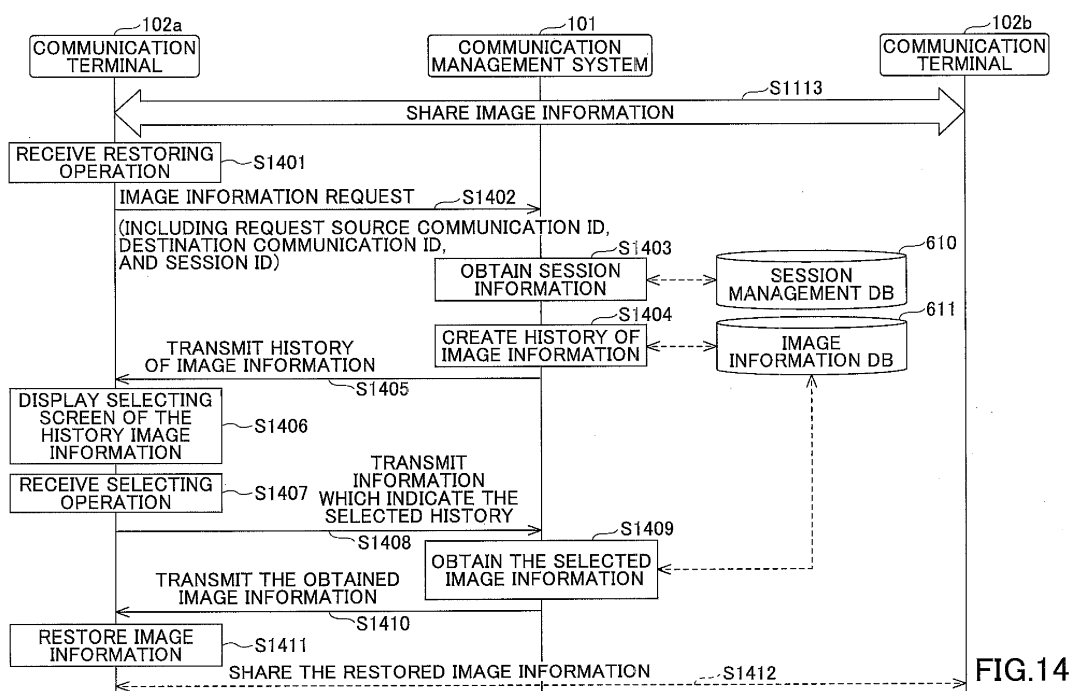 102a
COMMUNICATION
TERMINAL
101
COMMUNICATION
MANAGEMENT SYSTEM
102b
COMMUNICATION
TERMINAL
S1113
SHARE IMAGE INFORMATION
RECEIVE RESTORING
OPERATION
S1401
IMAGE INFORMATION REQUEST
S1402
(INCLUDING REQUEST SOURCE COMMUNICATION ID,
DESTINATION COMMUNICATION ID,
AND SESSION ID)
S1403
OBTAIN SESSION
INFORMATION
610
SESSION
MANAGEMENT DB
S1404
CREATE HISTORY OF
IMAGE INFORMATION
611
IMAGE
INFORMATION DB
TRANSMIT HISTORY
OF IMAGE INFORMATION
S1405
DISPLAY SELECTING
SCREEN OF THE
HISTORY IMAGE
INFORMATION
S1406
RECEIVE SELECTING
OPERATION
S1407
TRANSMIT
INFORMATION
WHICH INDICATE THE
SELECTED HISTORY
S1408
S1409
OBTAIN THE SELECTED
IMAGE INFORMATION
TRANSMIT THE OBTAINED
IMAGE INFORMATION
S1410
RESTORE IMAGE
INFORMATION
S1411
SHARE THE RESTORED IMAGE INFORMATION
S1412
FIG.14